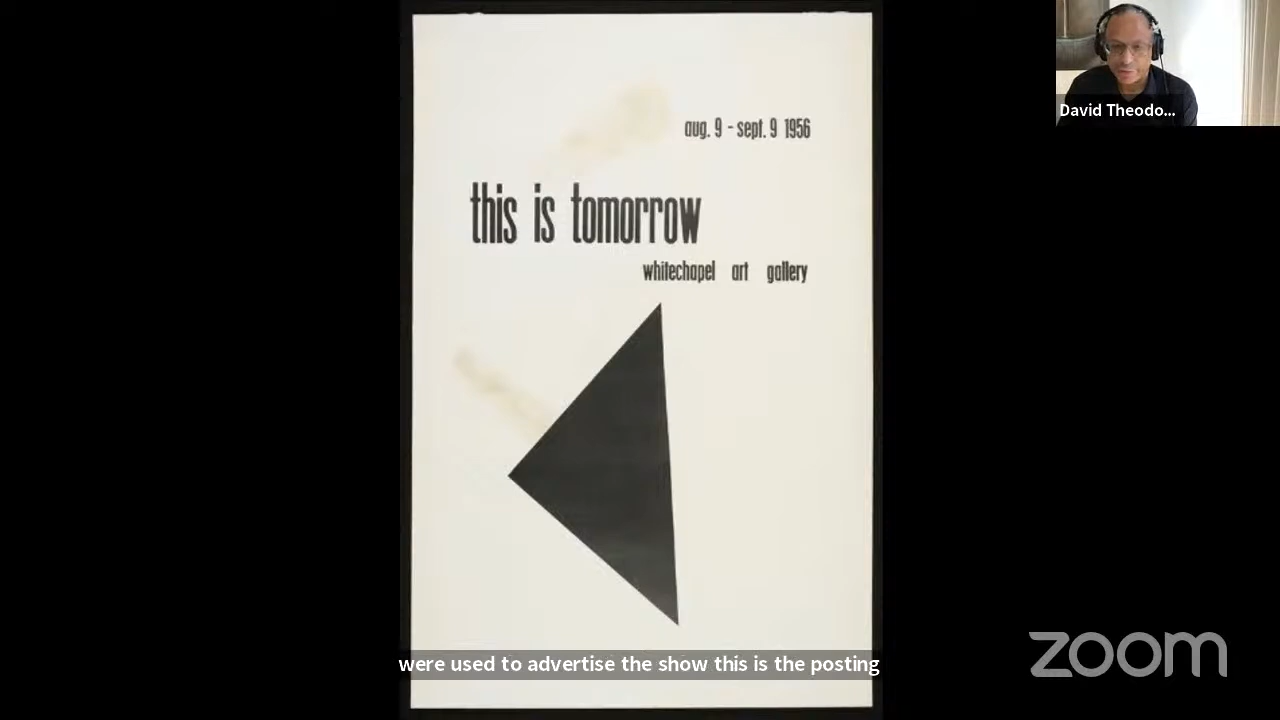 David Theodo...
aug. 9 - sept. 9 1956
this is tomorrow
whitechapel art gallery
were used to advertise the show this is the posting
zoom